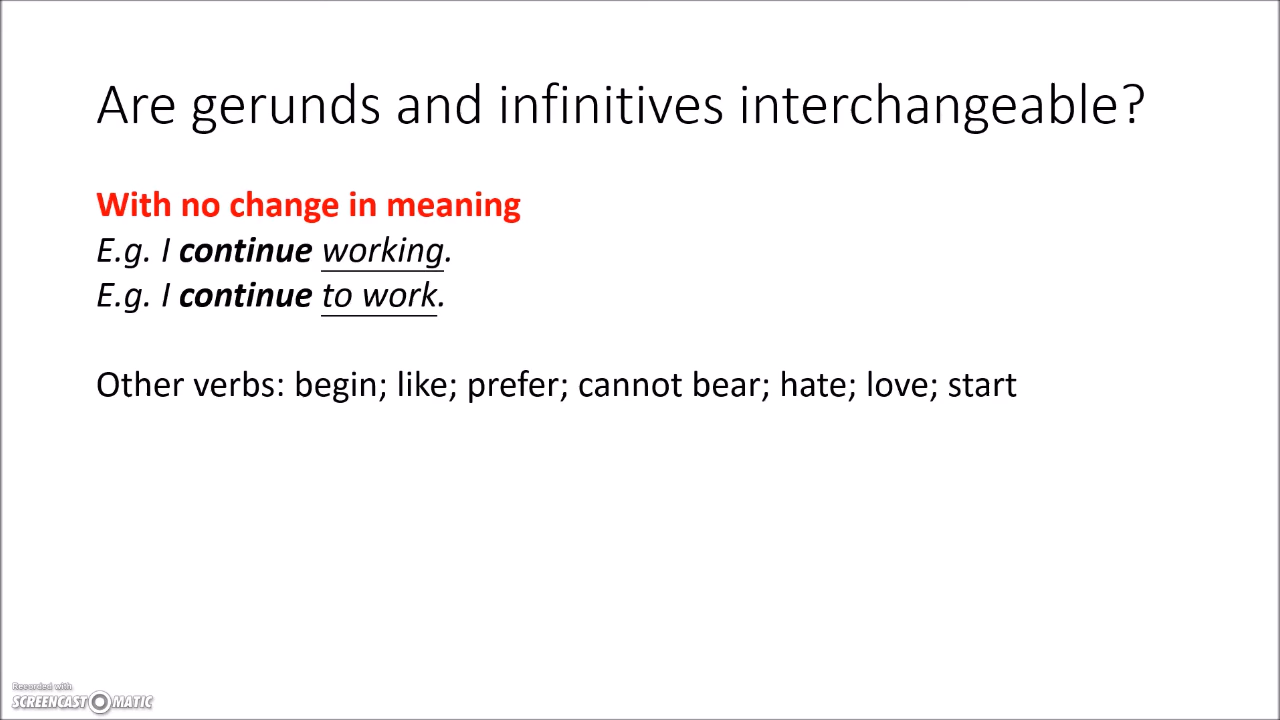 Are gerunds and infinitives interchangeable?
With no change in meaning
E.g. I continue working.
E.g. I continue to work.
Other verbs: begin; like; prefer; cannot bear; hate; love; start
Recorded with
SCREENCAST MATIC